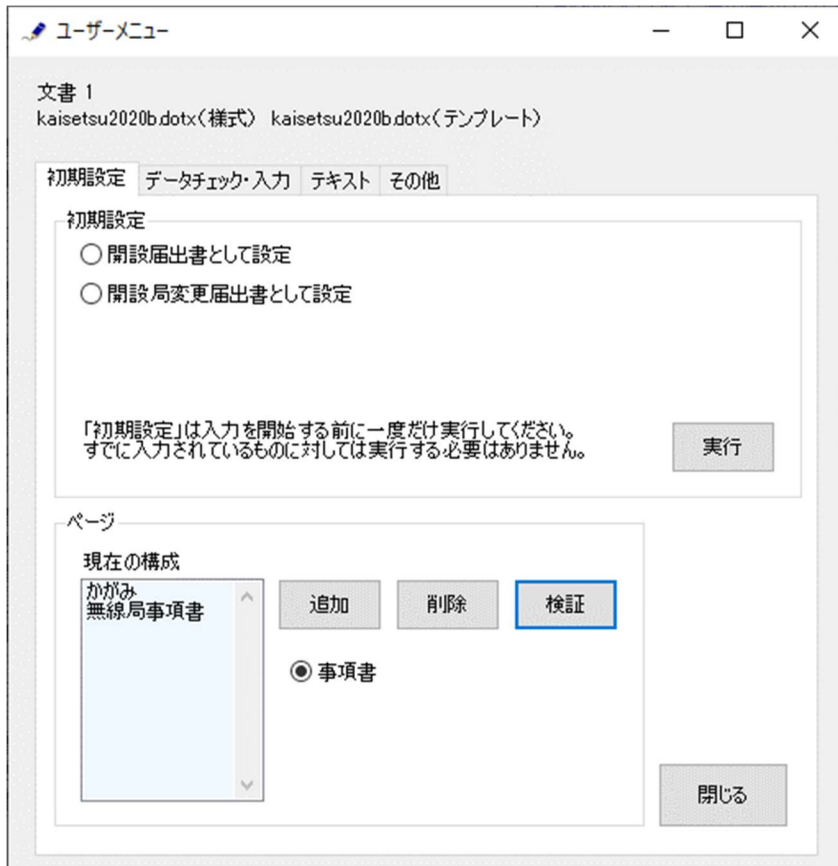 ユーザーメニュー
文書 1
kaisetsu2020b.dotx(様式) kaisetsu2020b.dotx(テンプレート)
初期設定 データチェック・入力 テキスト その他
初期設定
開設届出書として設定
開設局変更届出書として設定
「初期設定」は入力を開始する前に一度だけ実行してください。
すでに入力されているものに対しては実行する必要はありません。
実行
ページ
現在の構成
かがみ
無線局事項書
追加 削除 検証
事項書
閉じる